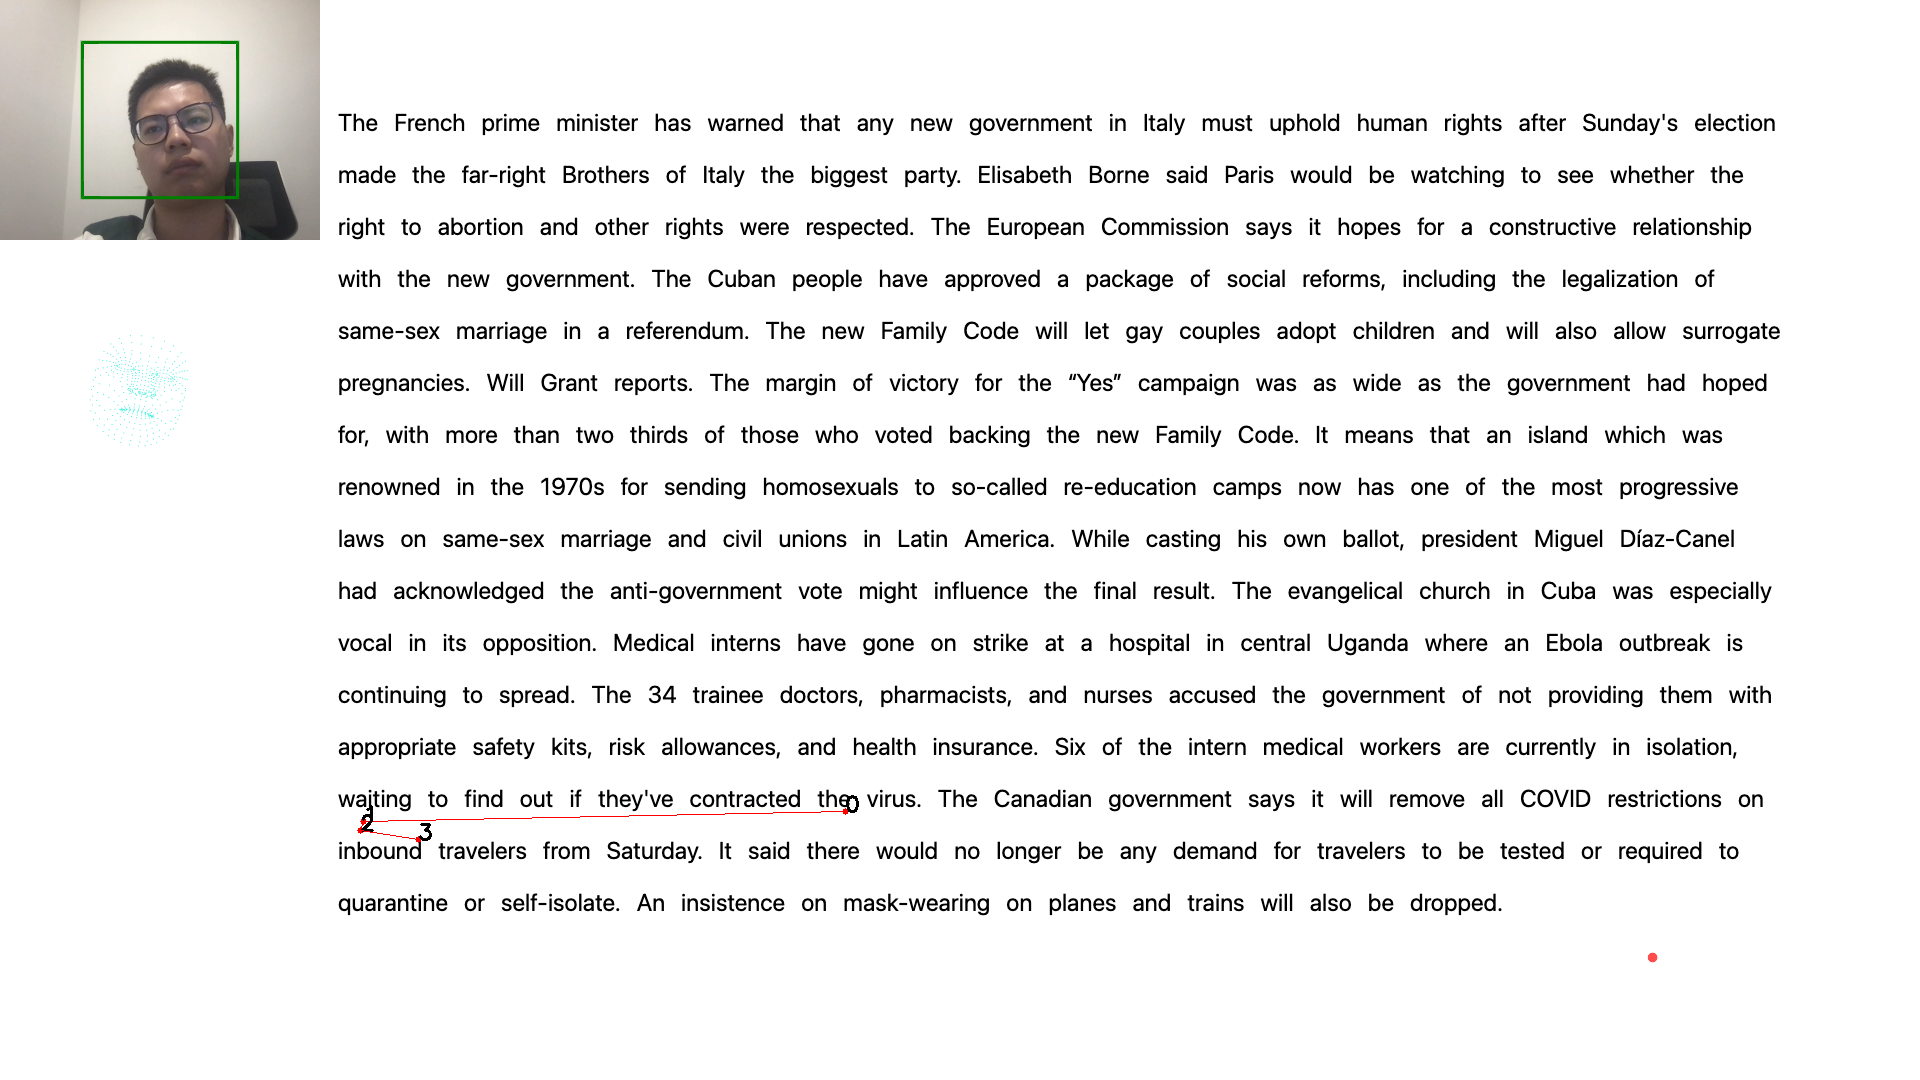 The French prime minister has warned that any new government in Italy must uphold human rights after Sunday's election
made the far-right Brothers of Italy the biggest party. Elisabeth Borne said Paris would be watching to see whether the
right to abortion and other rights were respected. The European Commission says it hopes for a constructive relationship
with the new government. The Cuban people have approved a package of social reforms, including the legalization of
same-sex marriage in a referendum. The new Family Code will let gay couples adopt children and will also allow surrogate
pregnancies. Will Grant reports. The margin of victory for the “Yes” campaign was as wide as the government had hoped
for, with more than two thirds of those who voted backing the new Family Code. It means that an island which was
renowned in the 1970s for sending homosexuals to so-called re-education camps now has one of the most progressive
laws on same-sex marriage and civil unions in Latin America. While casting his own ballot, president Miguel Díaz-Canel
had acknowledged the anti-government vote might influence the final result. The evangelical church in Cuba was especially
vocal in its opposition. Medical interns have gone on strike at a hospital in central Uganda where an Ebola outbreak is
continuing to spread. The 34 trainee doctors, pharmacists, and nurses accused the government of not providing them with
appropriate safety kits, risk allowances, and health insurance. Six of the intern medical workers are currently in isolation,
waiting to find out if they've contracted the virus. The Canadian government says it will remove all COVID restrictions on
0
1
2
3
inbound travelers from Saturday. It said there would no longer be any demand for travelers to be tested or required to
quarantine or self-isolate. An insistence on mask-wearing on planes and trains will also be dropped.